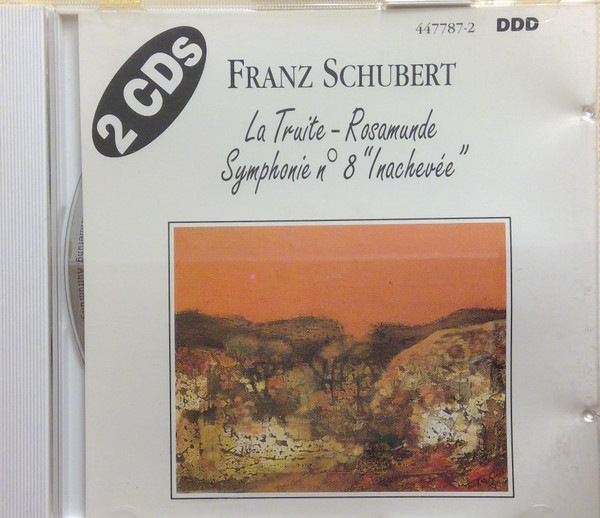 447787-2 DDD
2 CDs
FRANZ SCHUBERT
La Truite - Rosamunde
Symphonie n° 8 "Inachevée"